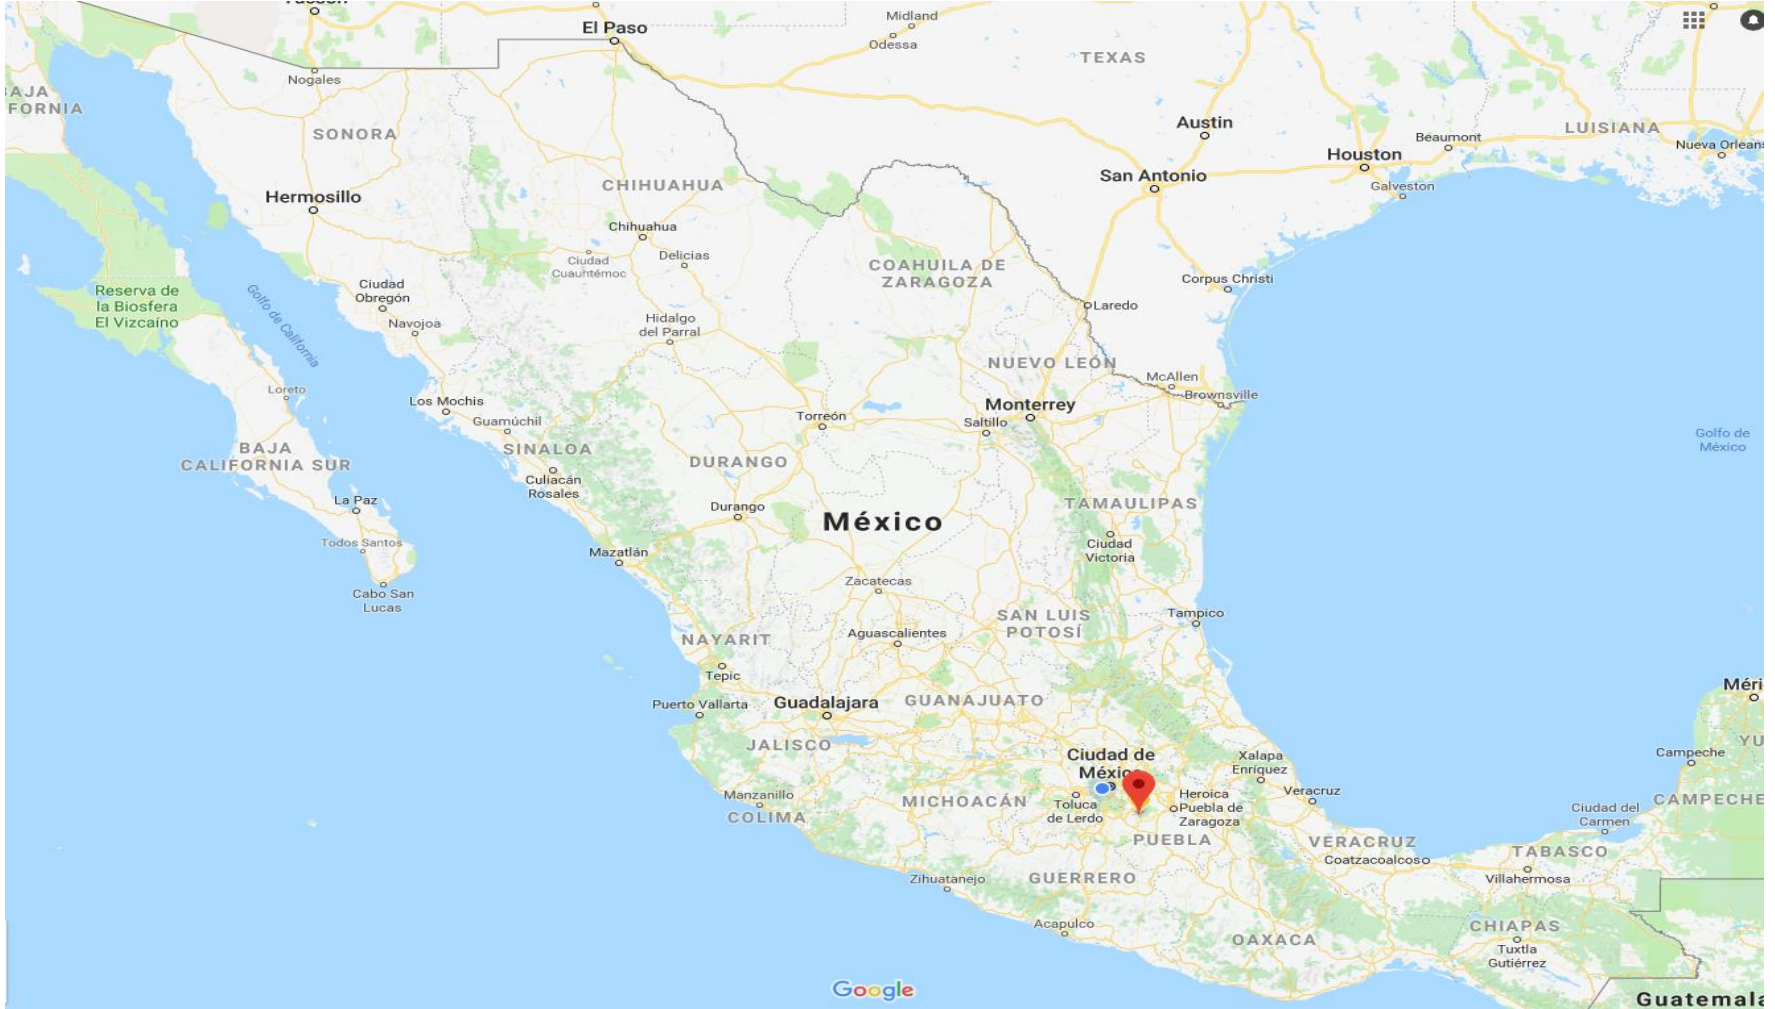 El Paso
Midland
Odessa
TEXAS
Nogales
FORNIA
SONORA
Austin
Beaumont
LUISIANA
Houston
Nueva Orleans
San Antonio
Galveston
Hermosillo
CHIHUAHUA
Chihuahua
Delicias
Ciudad
Cuauhtémoc
COAHUILA DE
ZARAGOZA
Corpus Christi
Reserva de
la Biosfera
El Vizcaíno
Golfo de California
Ciudad
Obregón
Navojoa
Laredo
Hidalgo
del Parral
NUEVO LEÓN
McAllen
Brownsville
Loreto
Los Mochis
Guamúchil
Torreón
Monterrey
Saltillo
Golfo de
México
BAJA
CALIFORNIA SUR
SINALOA
DURANGO
Culiacán
Rosales
La Paz
Durango
México
TAMAULIPAS
Todos Santos
Mazatlán
Ciudad
Victoria
Cabo San
Lucas
Zacatecas
SAN LUIS
POTOSÍ
Tampico
NAYARIT
Aguascalientes
Tepic
Puerto Vallarta
Guadalajara
GUANAJUATO
Méri
JALISCO
Ciudad de
Méxic
Xalapa
Enríquez
Campeche
YU
Manzanillo
COLIMA
MICHOACÁN
Toluca
de Lerdo
Heroica
Puebla de
Zaragoza
Veracruz
Ciudad del
Carmen
CAMPECHE
PUEBLA
VERACRUZ
Coatzacoalcos
TABASCO
Villahermosa
Zihuatanejo
GUERRERO
Acapulco
OAXACA
CHIAPAS
Tuxtla
Gutiérrez
Google
Guatemala